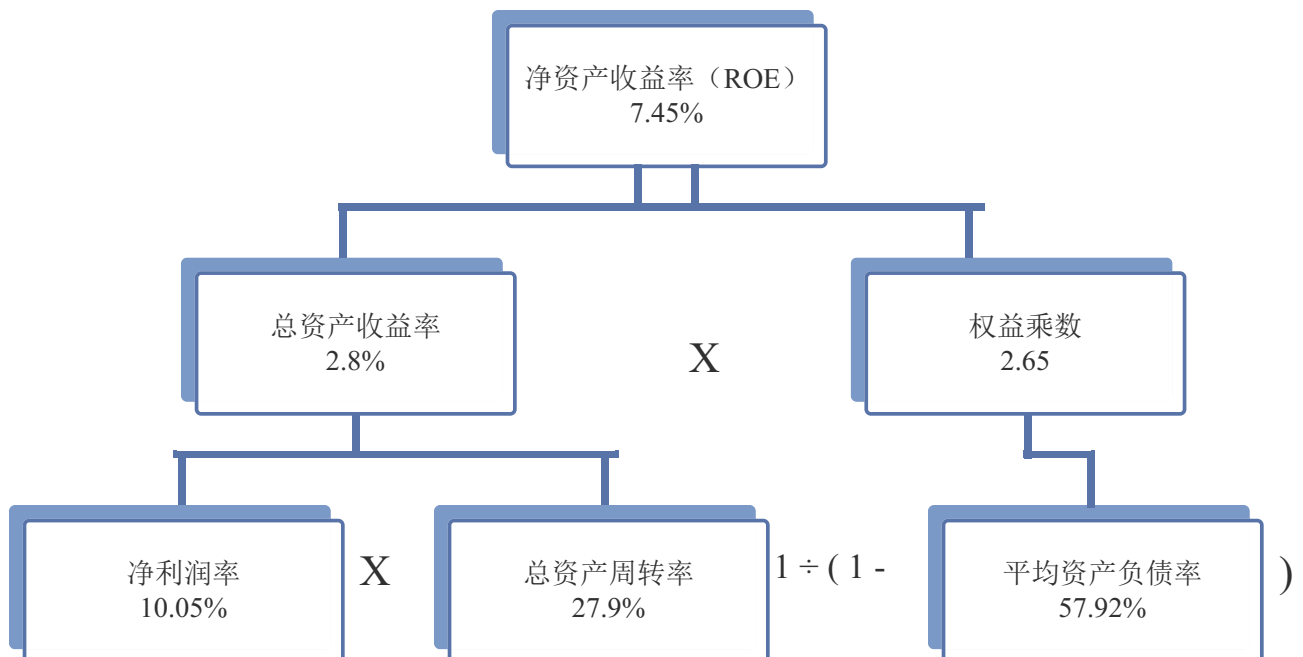 净资产收益率（ROE）
7.45%
总资产收益率
2.8%
X
权益乘数
2.65
净利润率
10.05%
X
总资产周转率
27.9%
1 ÷ ( 1 -
平均资产负债率
57.92%
)